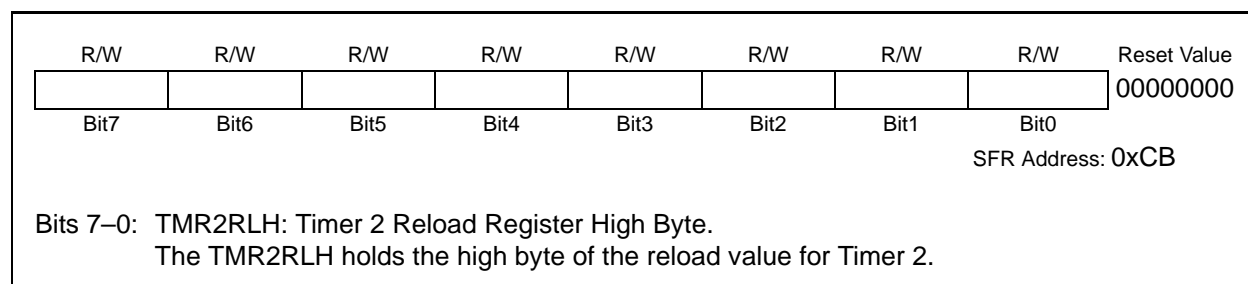 R/W R/W R/W R/W R/W R/W R/W R/W Reset Value
00000000
Bit7 Bit6 Bit5 Bit4 Bit3 Bit2 Bit1 Bit0
SFR Address: 0xCB
Bits 7–0: TMR2RLH: Timer 2 Reload Register High Byte.
The TMR2RLH holds the high byte of the reload value for Timer 2.